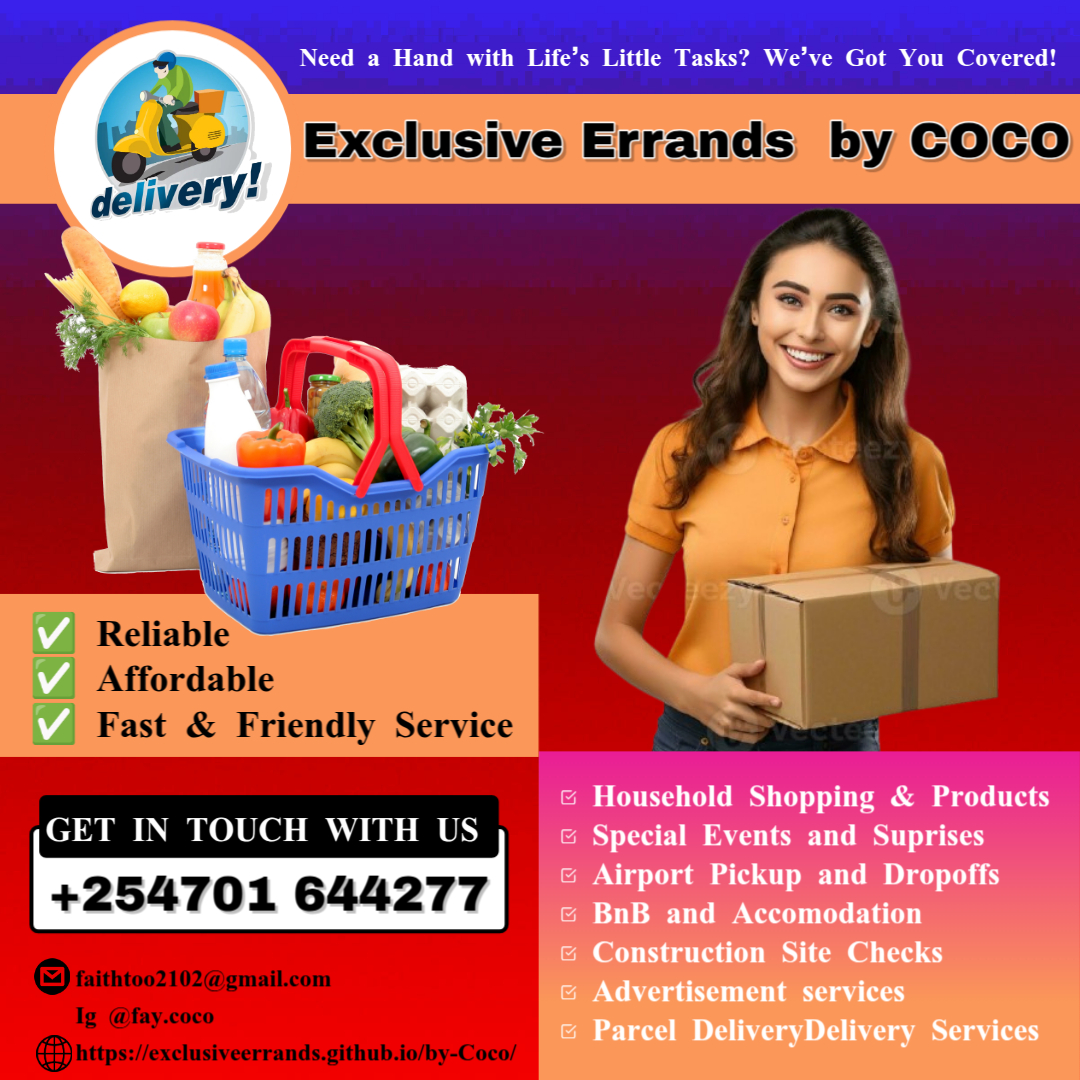 Need a Hand with Life's Little Tasks? We've Got You Covered!
Exclusive Errands by COCO
delivery!
Reliable
Affordable
Fast & Friendly Service
GET IN TOUCH WITH US
+254701 644277
faithtoo2102@gmail.com
Ig @fay.coco
https://exclusiveerrands.github.io/by-Coco/
Household Shopping & Products
Special Events and Suprises
Airport Pickup and Dropoffs
BnB and Accomodation
Construction Site Checks
Advertisement services
Parcel DeliveryDelivery Services